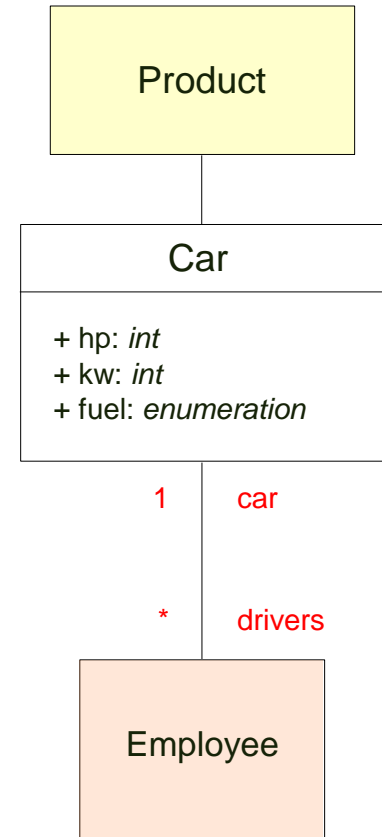 Product
Car
+ hp: int
+ kw: int
+ fuel: enumeration
1 car
* drivers
Employee